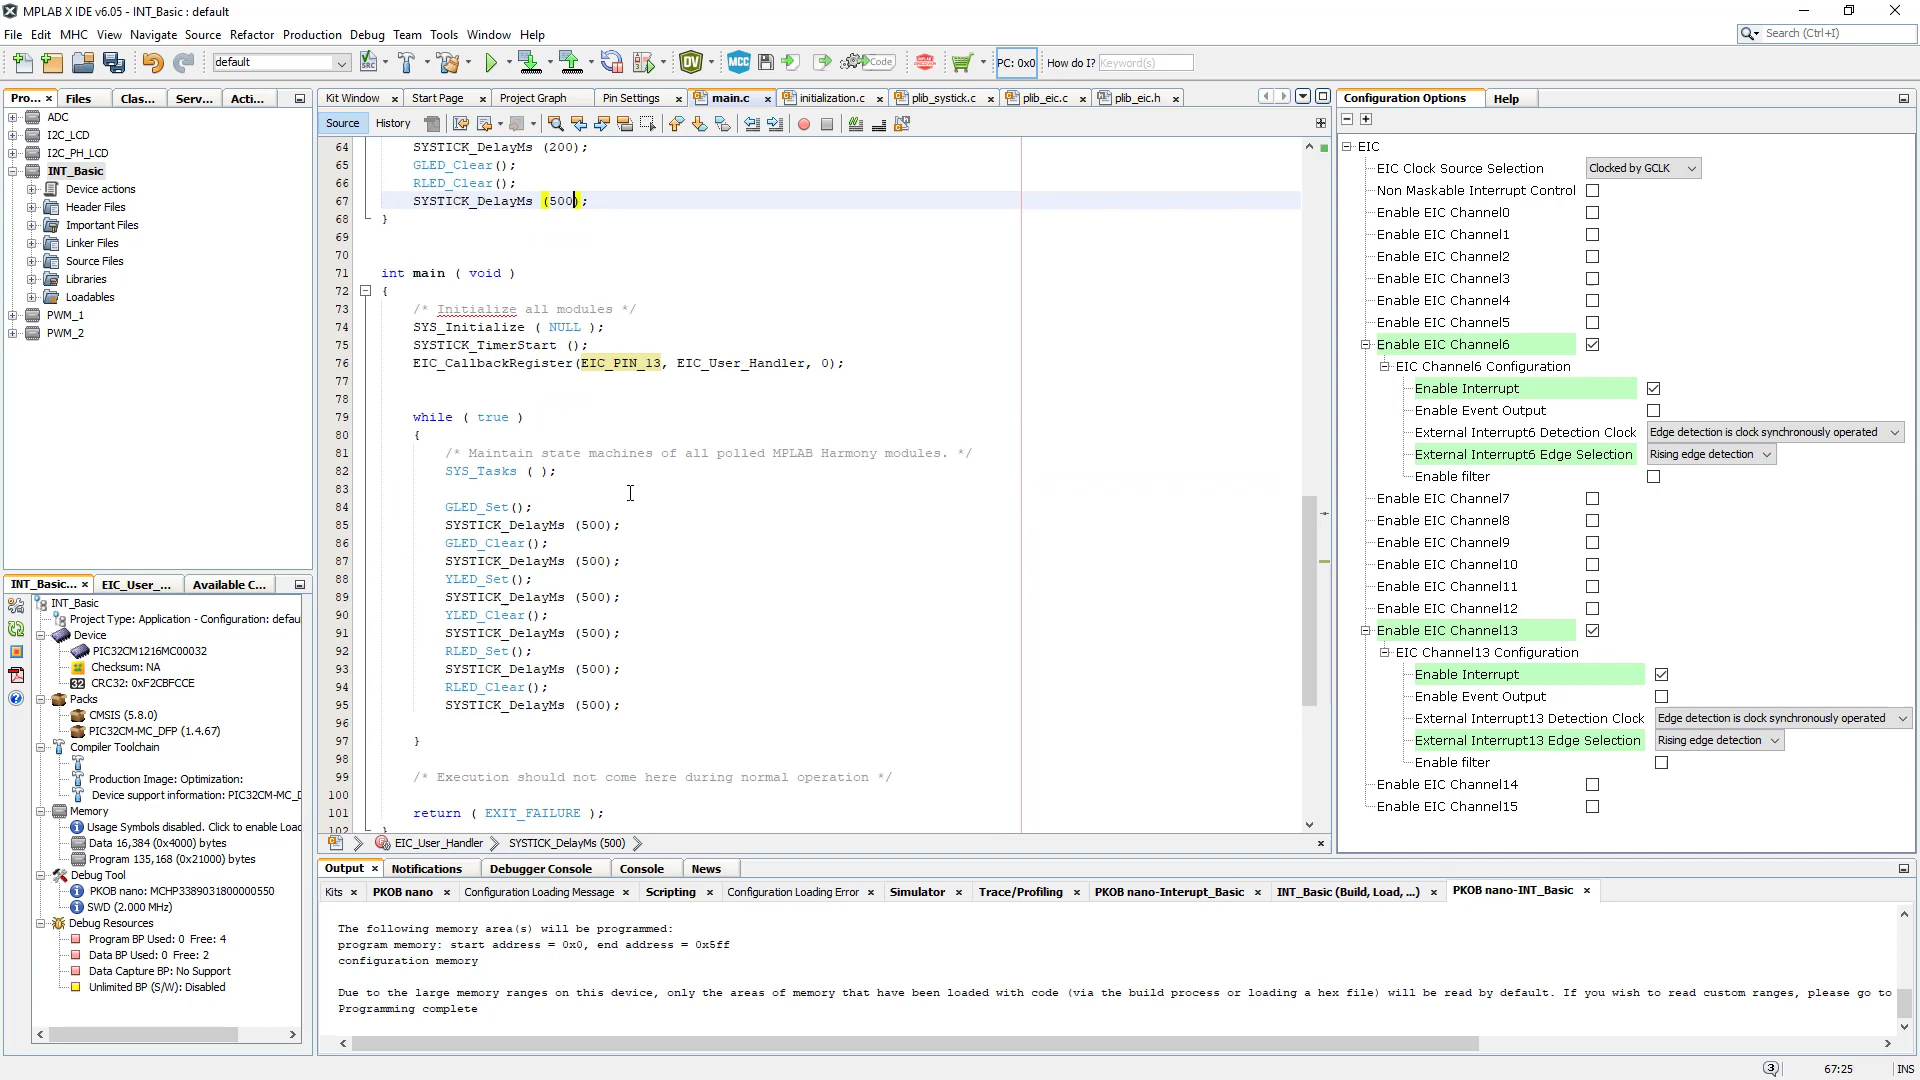 MPLAB X IDE v6.05 - INT_Basic : default
File Edit MHC View Navigate Source Refactor Production Debug Team Tools Window Help
Search (Ctrl+I)
default
PC: 0x0 How do I? Keyword(s)
Pro... Files Clas... Serv... Acti...
ADC
I2C_LCD
I2C_PH_LCD
INT_Basic
Device actions
Header Files
Important Files
Linker Files
Source Files
Libraries
Loadables
PWM_1
PWM_2
INT_Basic... EIC_User_... Available C...
INT_Basic
Project Type: Application - Configuration: defau
Device
PIC32CM1216MC00032
Checksum: NA
CRC32: 0xF2CBFCCE
Packs
CMSIS (5.8.0)
PIC32CM-MC_DFP (1.4.67)
Compiler Toolchain
Production Image: Optimization:
Device support information: PIC32CM-MC_D
Memory
Usage Symbols disabled. Click to enable Load
Data 16,384 (0x4000) bytes
Program 135,168 (0x21000) bytes
Debug Tool
PKOB nano: MCHP3389031800000550
SWD (2.000 MHz)
Debug Resources
Program BP Used: 0 Free: 4
Data BP Used: 0 Free: 2
Data Capture BP: No Support
Unlimited BP (S/W): Disabled
Kit Window Start Page Project Graph Pin Settings main.c initialization.c plib_systick.c plib_eic.c plib_eic.h
Source History
64 SYSTICK_DelayMs (200);
65 GLED_Clear();
66 RLED_Clear();
67 SYSTICK_DelayMs (500);
68 }
69
70
71 int main ( void )
72 {
73 /* Initialize all modules */
74 SYS_Initialize ( NULL );
75 SYSTICK_TimerStart ();
76 EIC_CallbackRegister(EIC_PIN_13, EIC_User_Handler, 0);
77
78
79 while ( true )
80 {
81 /* Maintain state machines of all polled MPLAB Harmony modules. */
82 SYS_Tasks ( );
83
84 GLED_Set();
85 SYSTICK_DelayMs (500);
86 GLED_Clear();
87 SYSTICK_DelayMs (500);
88 YLED_Set();
89 SYSTICK_DelayMs (500);
90 YLED_Clear();
91 SYSTICK_DelayMs (500);
92 RLED_Set();
93 SYSTICK_DelayMs (500);
94 RLED_Clear();
95 SYSTICK_DelayMs (500);
96
97 }
98
99 /* Execution should not come here during normal operation */
100
101 return ( EXIT_FAILURE );
102 }
EIC_User_Handler SYSTICK_DelayMs (500)
Configuration Options Help
EIC
EIC Clock Source Selection Clocked by GCLK
Non Maskable Interrupt Control
Enable EIC Channel0
Enable EIC Channel1
Enable EIC Channel2
Enable EIC Channel3
Enable EIC Channel4
Enable EIC Channel5
Enable EIC Channel6
EIC Channel6 Configuration
Enable Interrupt
Enable Event Output
External Interrupt6 Detection Clock Edge detection is clock synchronously operated
External Interrupt6 Edge Selection Rising edge detection
Enable filter
Enable EIC Channel7
Enable EIC Channel8
Enable EIC Channel9
Enable EIC Channel10
Enable EIC Channel11
Enable EIC Channel12
Enable EIC Channel13
EIC Channel13 Configuration
Enable Interrupt
Enable Event Output
External Interrupt13 Detection Clock Edge detection is clock synchronously operated
External Interrupt13 Edge Selection Rising edge detection
Enable filter
Enable EIC Channel14
Enable EIC Channel15
Output Notifications Debugger Console Console News
Kits PKOB nano Configuration Loading Message Scripting Configuration Loading Error Simulator Trace/Profiling PKOB nano-Interupt_Basic INT_Basic (Build, Load, ...) PKOB nano-INT_Basic
The following memory area(s) will be programmed:
program memory: start address = 0x0, end address = 0x5ff
configuration memory
Due to the large memory ranges on this device, only the areas of memory that have been loaded with code (via the build process or loading a hex file) will be read by default. If you wish to read custom ranges, please go to
Programming complete
3 67:25 INS